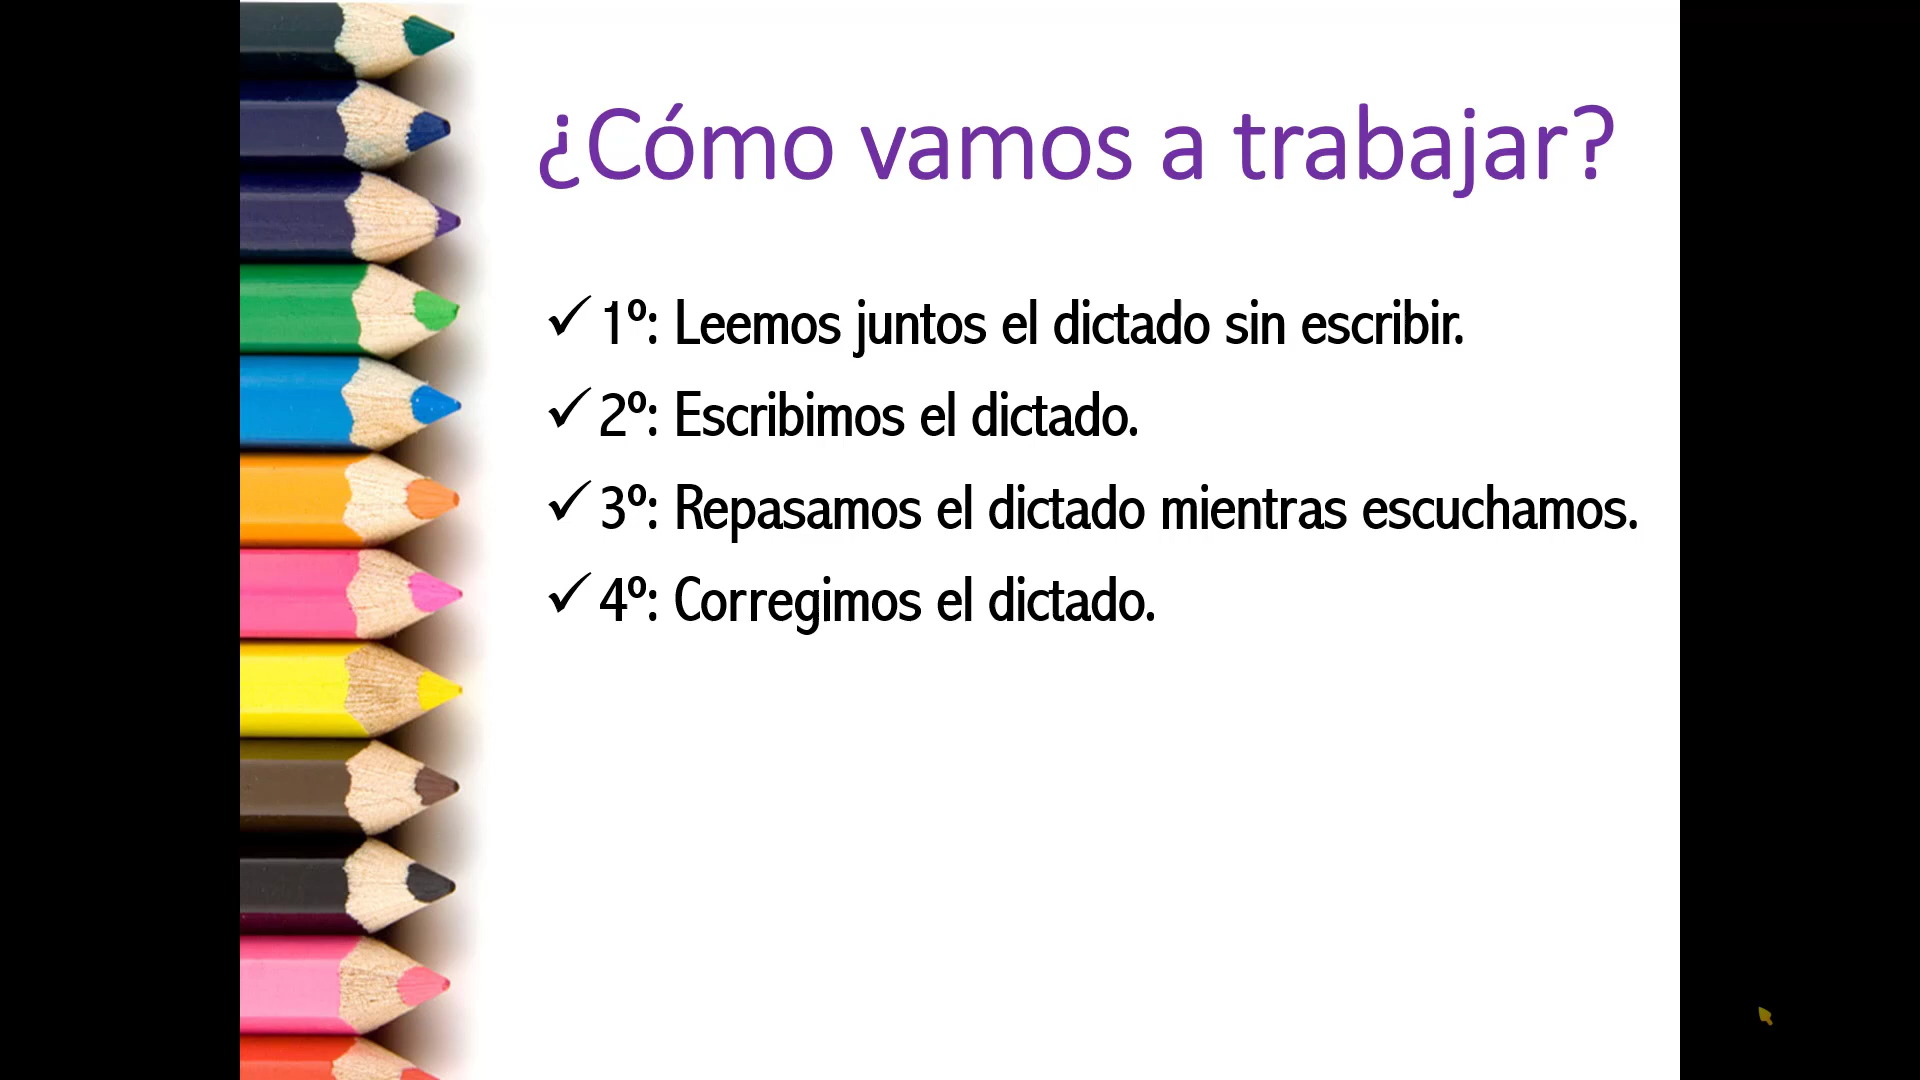 ¿Cómo vamos a trabajar?
✓ 1º: Leemos juntos el dictado sin escribir.
✓ 2º: Escribimos el dictado.
✓ 3º: Repasamos el dictado mientras escuchamos.
✓ 4º: Corregimos el dictado.